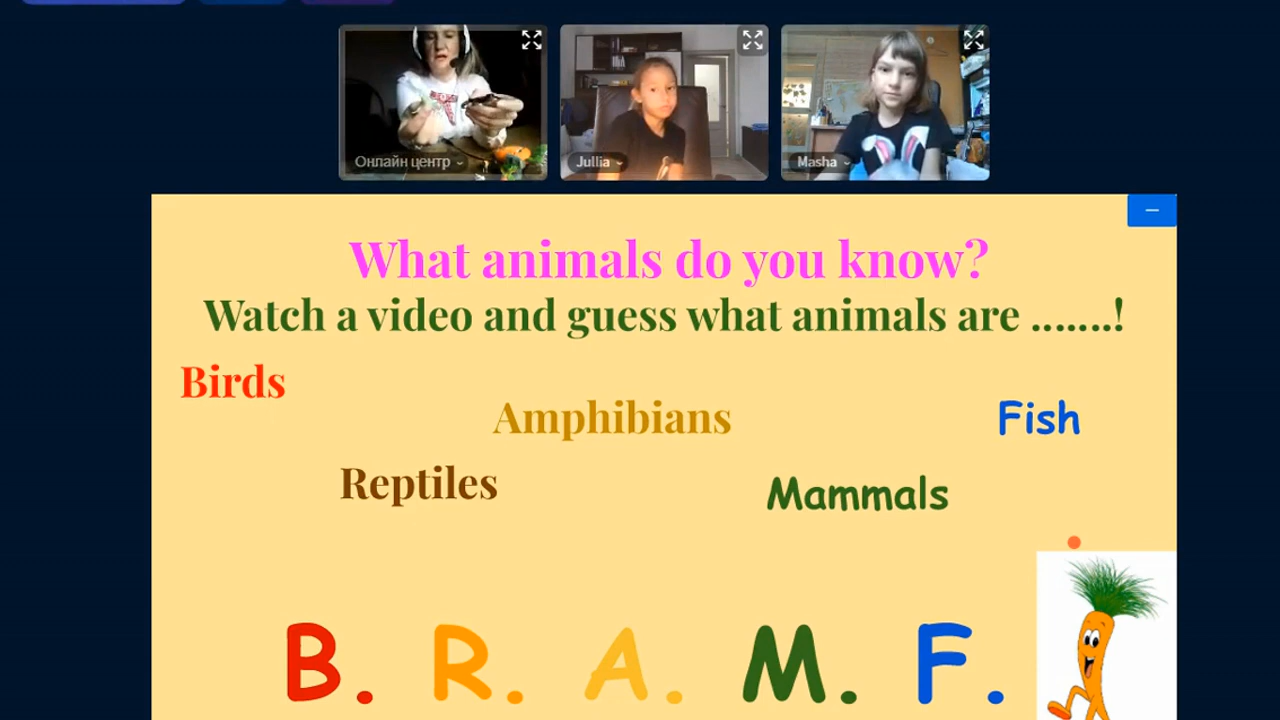 Онлайн центр
Jullia
Masha
What animals do you know?
Watch a video and guess what animals are .......!
Birds
Amphibians
Fish
Reptiles
Mammals
B. R. A. M. F.